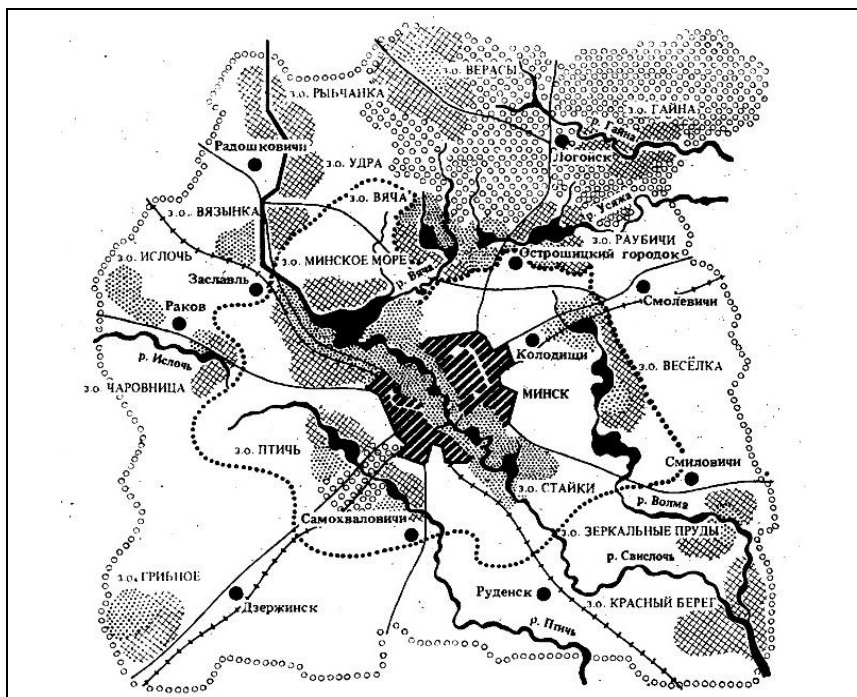 З.О. ВЕРАСЫ
З.О. РЫБЧАНКА
З.О. ГАЙНА
р. Гайна
Радошковичи
Логойск
З.О. УДРА
З.О. ВЯЧА
р. Усяжа
З.О. ВЯЗЫНКА
З.О. РАУБИЧИ
З.О. ИСЛОЧЬ
З.О. МИНСКОЕ МОРЕ
Острошицкий городок
р. Вяча
Заславль
Смолевичи
Раков
Колодищи
р. Ислочь
З.О. ВЕСЁЛКА
З.О. ЧАРОВНИЦА
МИНСК
З.О. ПТИЧЬ
Смиловичи
З.О. СТАЙКИ
р. Волма
Самохваловичи
З.О. ЗЕРКАЛЬНЫЕ ПРУДЫ
р. Свислочь
З.О. ГРИБНОЕ
Дзержинск
Руденск
З.О. КРАСНЫЙ БЕРЕГ
р. Птичь